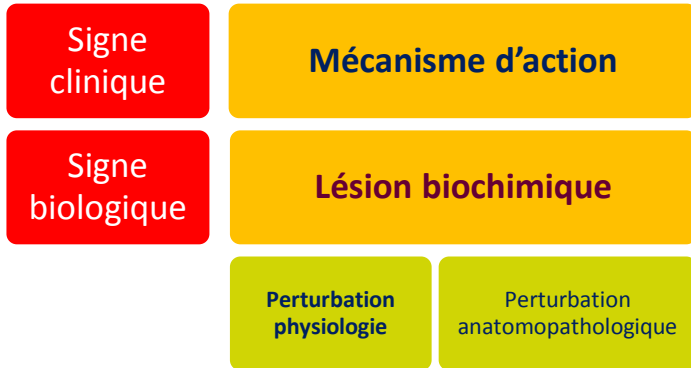 Signe
clinique
Mécanisme d’action
Signe
biologique
Lésion biochimique
Perturbation
physiologie
Perturbation
anatomopathologique